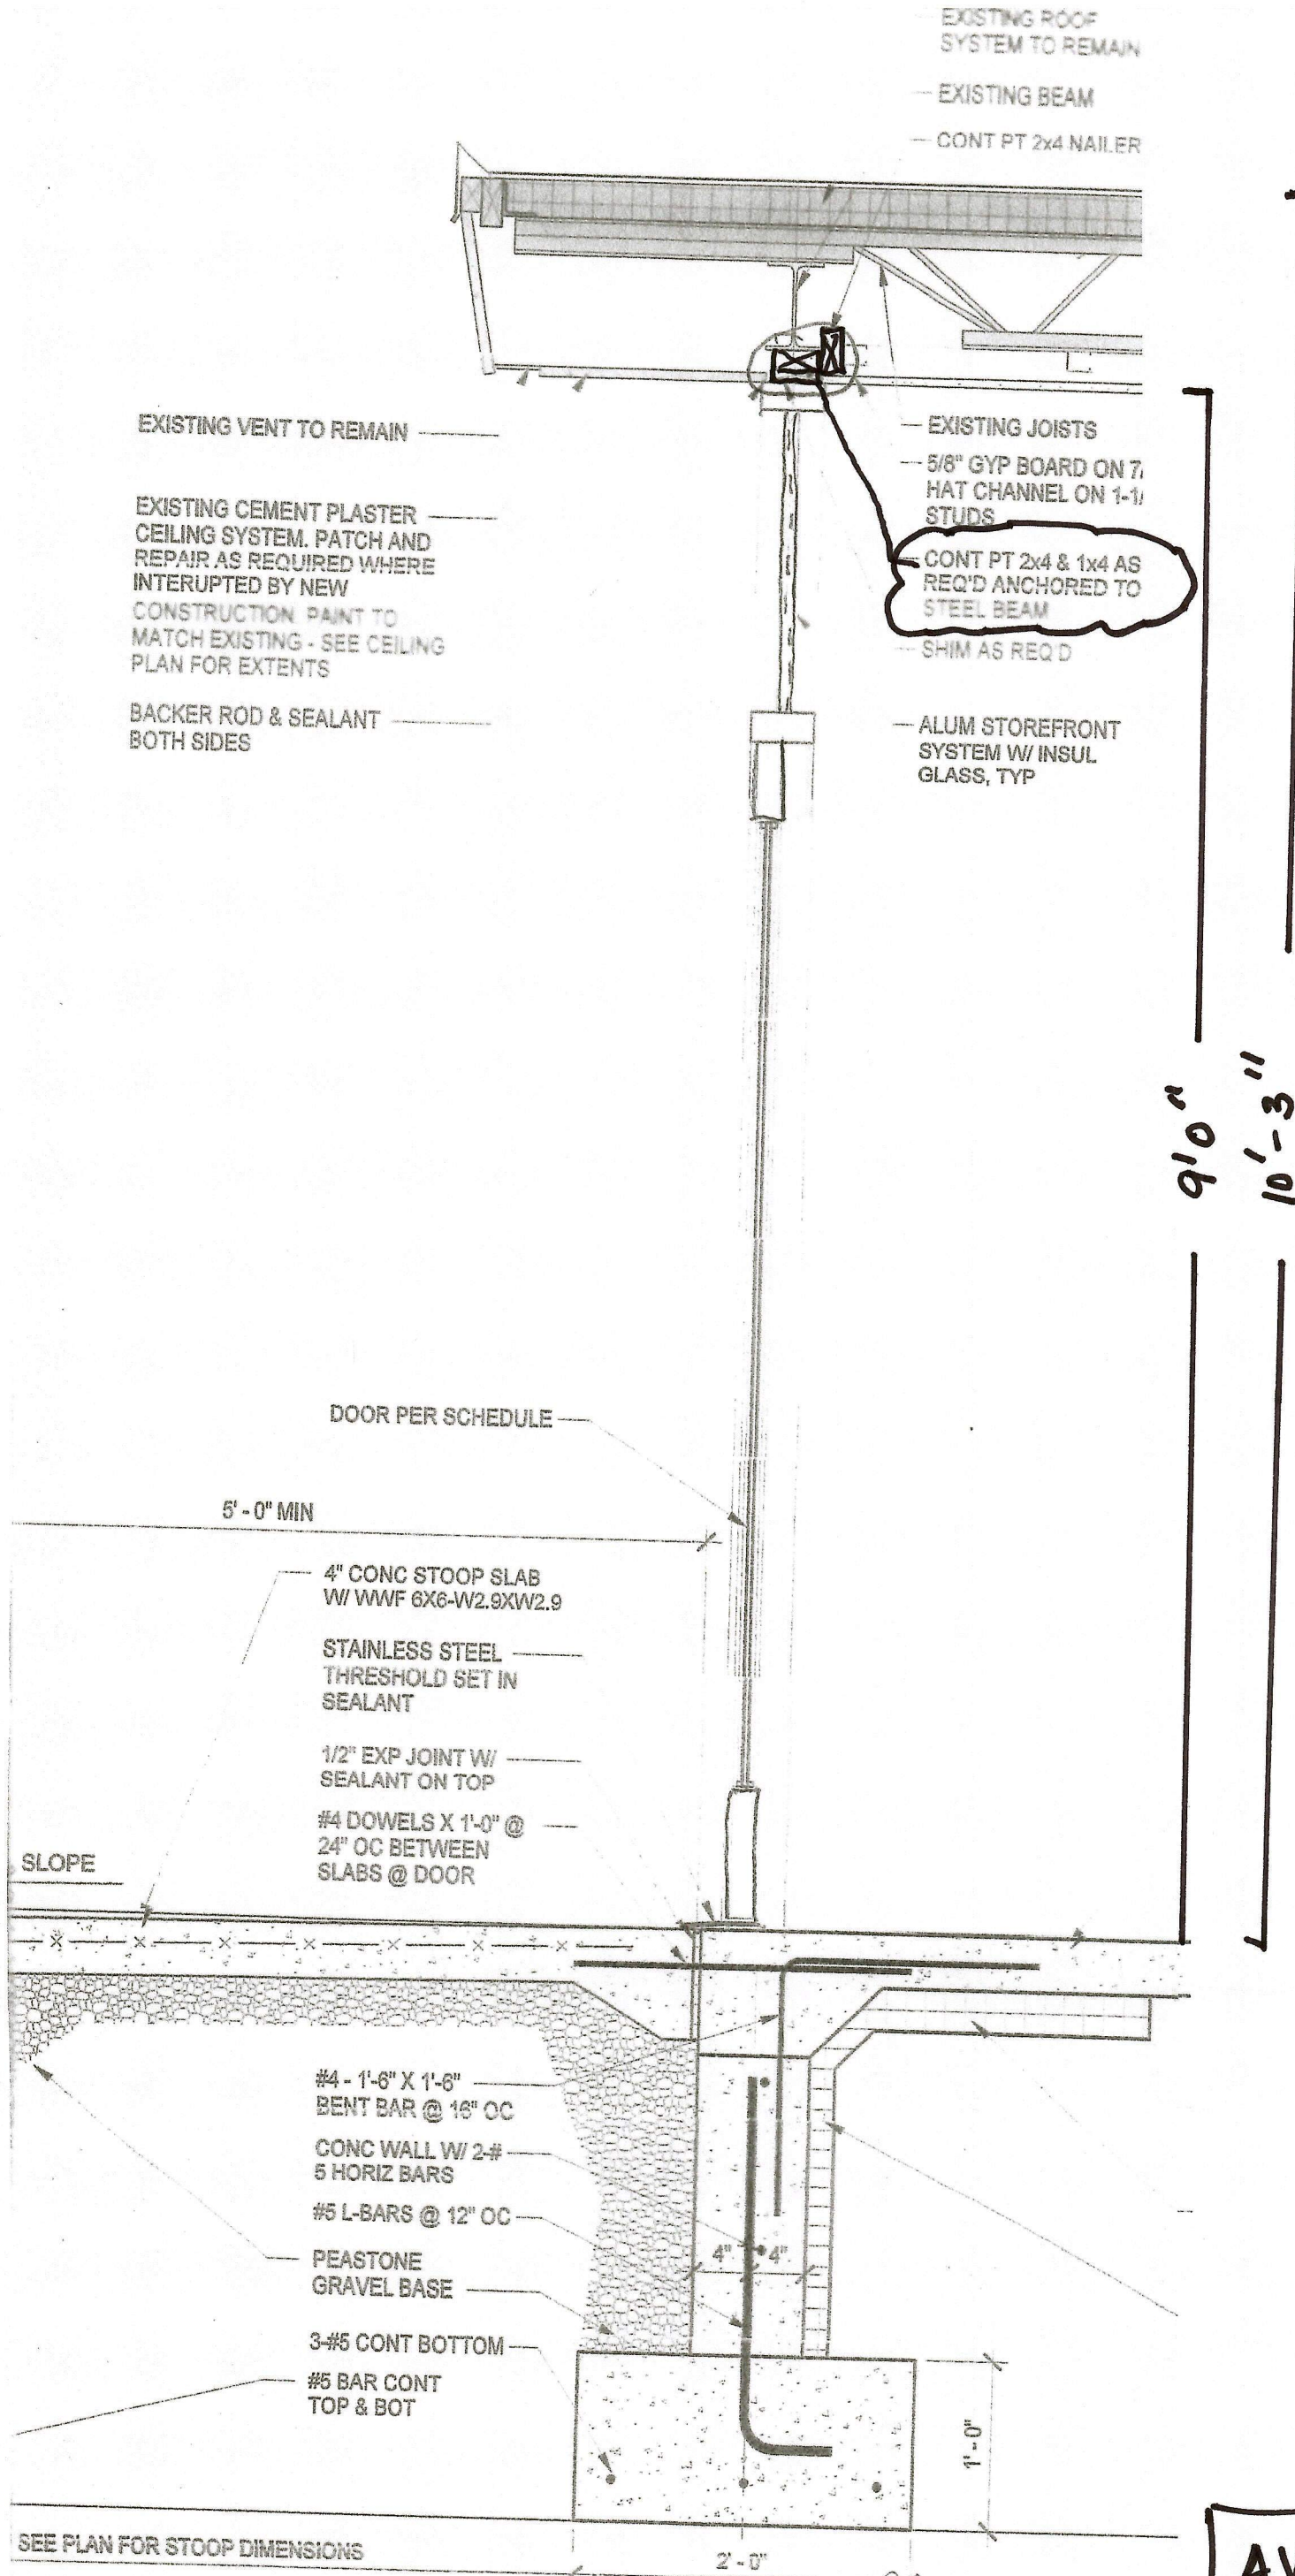 EXISTING ROOF
SYSTEM TO REMAIN
EXISTING BEAM
CONT PT 2x4 NAILER
EXISTING VENT TO REMAIN
EXISTING CEMENT PLASTER
CEILING SYSTEM. PATCH AND
REPAIR AS REQUIRED WHERE
INTERUPTED BY NEW
CONSTRUCTION. PAINT TO
MATCH EXISTING - SEE CEILING
PLAN FOR EXTENTS
BACKER ROD & SEALANT
BOTH SIDES
EXISTING JOISTS
5/8" GYP BOARD ON 7/
HAT CHANNEL ON 1-1/
STUDS
CONT PT 2x4 & 1x4 AS
REQ'D ANCHORED TO
STEEL BEAM
SHIM AS REQ'D
ALUM STOREFRONT
SYSTEM W/ INSUL
GLASS, TYP
9'0"
10'-3"
DOOR PER SCHEDULE
5' - 0" MIN
4" CONC STOOP SLAB
W/ WWF 6X6-W2.9XW2.9
STAINLESS STEEL
THRESHOLD SET IN
SEALANT
1/2" EXP JOINT W/
SEALANT ON TOP
#4 DOWELS X 1'-0" @
24" OC BETWEEN
SLABS @ DOOR
SLOPE
#4 - 1'-6" X 1'-6"
BENT BAR @ 16" OC
CONC WALL W/ 2-#
5 HORIZ BARS
#5 L-BARS @ 12" OC
4" 4"
PEASTONE
GRAVEL BASE
3-#5 CONT BOTTOM
#5 BAR CONT
TOP & BOT
1' - 0"
SEE PLAN FOR STOOP DIMENSIONS
2' - 0"